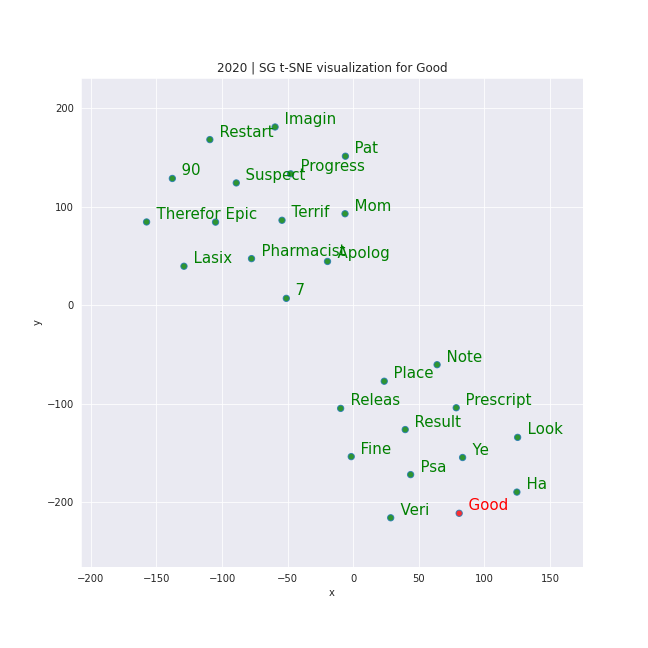 2020 | SG t-SNE visualization for Good
Imagin
Restart
Pat
Progress
90
Suspect
Mom
Terrif
Therefor
Epic
Pharmacist
Apolog
Lasix
7
Note
Place
Releas
Prescript
Result
Look
Fine
Ye
Psa
Ha
Good
Veri
200
100
0
−100
−200
y
−200 −150 −100 −50 0 50 100 150
x